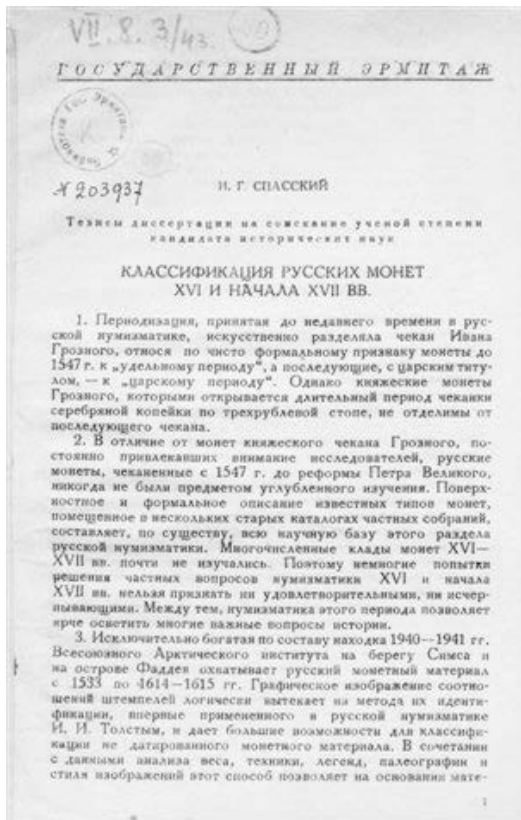 VII. 8. 3/43.
ГОСУДАРСТВЕННЫЙ ЭРМИТАЖ
№ 203937
И. Г. СПАССКИЙ
Тезисы диссертации на соискание ученой степени
кандидата исторических наук
КЛАССИФИКАЦИЯ РУССКИХ МОНЕТ
XVI И НАЧАЛА XVII ВВ.
1. Периодизация, принятая до недавнего времени в рус-
ской нумизматике, искусственно разделяла чекан Ивана
Грозного, относя по чисто формальному признаку монеты до
1547 г. к „удельному периоду“, а последующие, с царским титу-
лом, — к „царскому периоду“. Однако княжеские монеты
Грозного, которыми открывается длительный период чеканки
серебряной копейки по трехрублевой стопе, не отделимы от
последующего чекана.
2. В отличие от монет княжеского чекана Грозного, по-
стоянно привлекавших внимание исследователей, русские
монеты, чеканенные с 1547 г. до реформы Петра Великого,
никогда не были предметом углубленного изучения. Поверх-
ностное и формальное описание известных типов монет,
помещенное в нескольких старых каталогах частных собраний,
составляет, по существу, всю научную базу этого раздела
русской нумизматики. Многочисленные клады монет XVI—
XVII вв. почти не изучались. Поэтому немногие попытки
решения частных вопросов нумизматики XVI и начала
XVII вв. нельзя признать ни удовлетворительными, ни исчер-
пывающими. Между тем, нумизматика этого периода позволяет
ярче осветить многие важные вопросы истории.
3. Исключительно богатая по составу находка 1940—1941 гг.
Всесоюзного Арктического института на берегу Симса и
на острове Фаддея охватывает русский монетный материал
с 1533 по 1614—1615 гг. Графическое изображение соотно-
шений штемпелей логически вытекает из метода их иденти-
фикации, впервые примененного в русской нумизматике
И. И. Толстым, и дает большие возможности для классифи-
кации не датированного монетного материала. В сочетании
с данными анализа веса, техники, легенд, палеографии и
стиля изображений этот способ позволяет на основании мате-
1